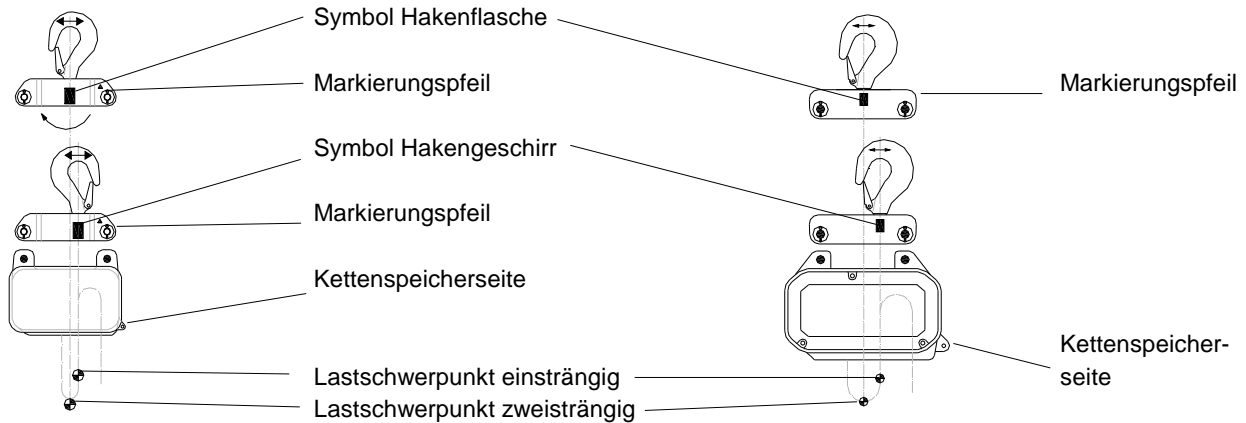 Symbol Hakenflasche
Markierungspfeil
Markierungspfeil
Symbol Hakengeschirr
Markierungspfeil
Kettenspeicherseite
Kettenspeicher-
seite
Lastschwerpunkt einsträngig
Lastschwerpunkt zweisträngig